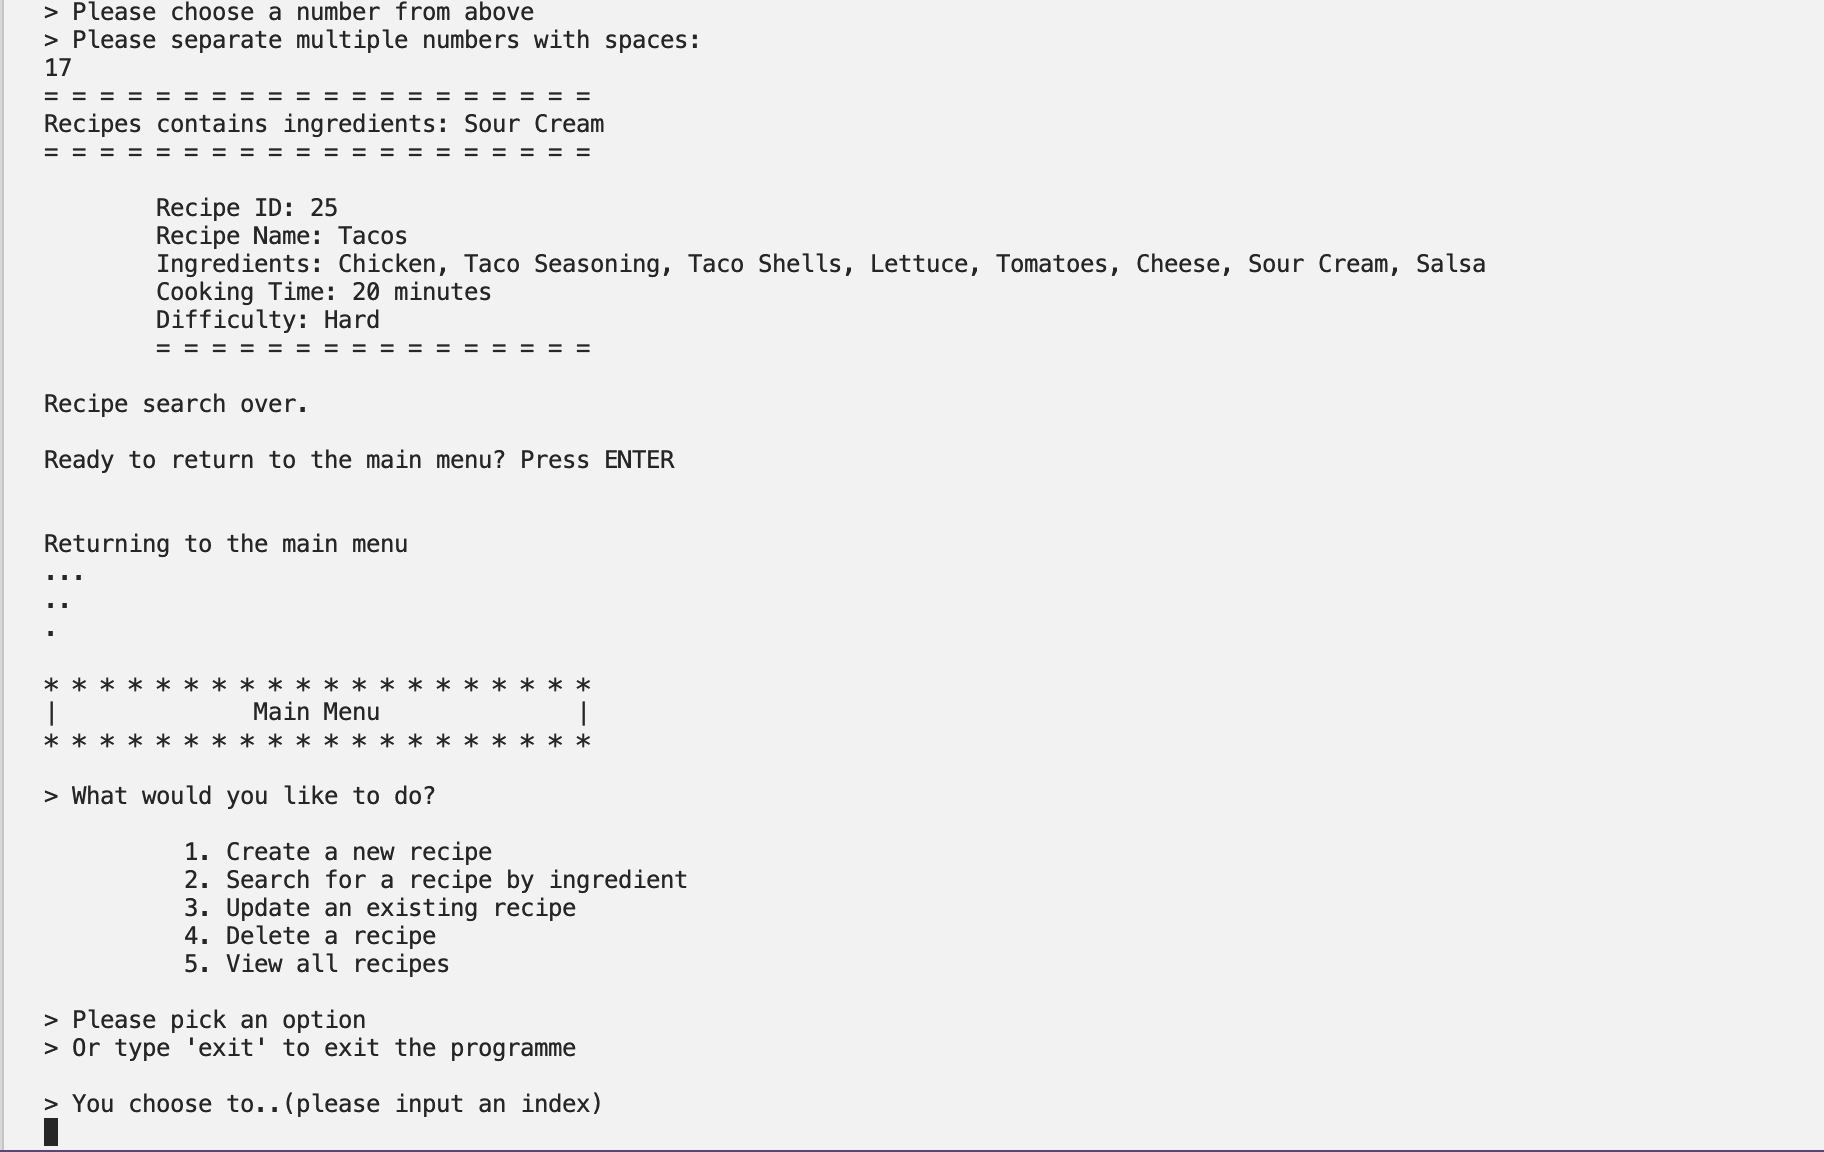 > Please choose a number from above
> Please separate multiple numbers with spaces:
17
= = = = = = = = = = = = = = = = = = = =
Recipes contains ingredients: Sour Cream
= = = = = = = = = = = = = = = = = = = =
Recipe ID: 25
Recipe Name: Tacos
Ingredients: Chicken, Taco Seasoning, Taco Shells, Lettuce, Tomatoes, Cheese, Sour Cream, Salsa
Cooking Time: 20 minutes
Difficulty: Hard
= = = = = = = = = = = = = = = =
Recipe search over.
Ready to return to the main menu? Press ENTER
Returning to the main menu
...
..
.
* * * * * * * * * * * * * * * * * * * *
|              Main Menu              |
* * * * * * * * * * * * * * * * * * * *
> What would you like to do?
1. Create a new recipe
2. Search for a recipe by ingredient
3. Update an existing recipe
4. Delete a recipe
5. View all recipes
> Please pick an option
> Or type 'exit' to exit the programme
> You choose to..(please input an index)